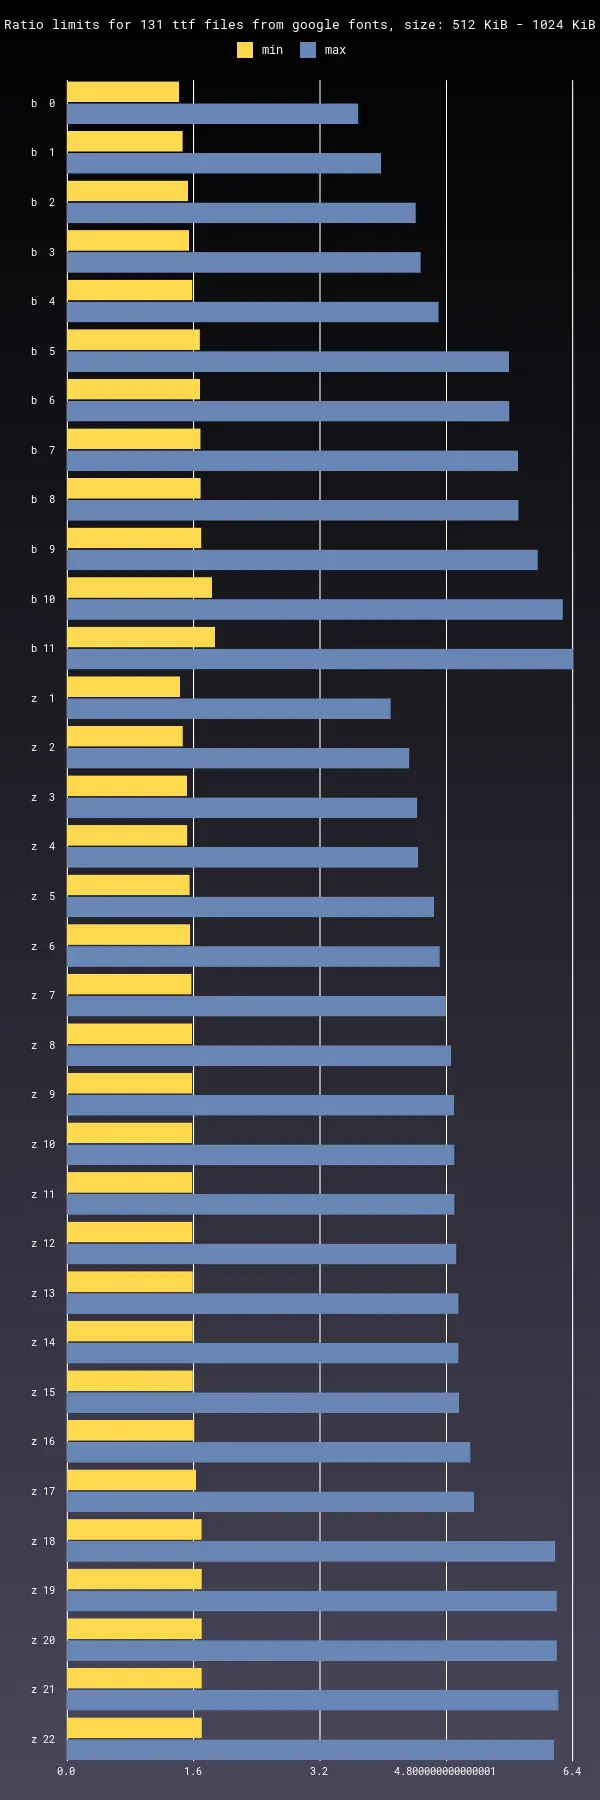 Ratio limits for 131 ttf files from google fonts, size: 512 KiB - 1024 KiB
min max
b 0
b 1
b 2
b 3
b 4
b 5
b 6
b 7
b 8
b 9
b 10
b 11
z 1
z 2
z 3
z 4
z 5
z 6
z 7
z 8
z 9
z 10
z 11
z 12
z 13
z 14
z 15
z 16
z 17
z 18
z 19
z 20
z 21
z 22
0.0 1.6 3.2 4.800000000000001 6.4